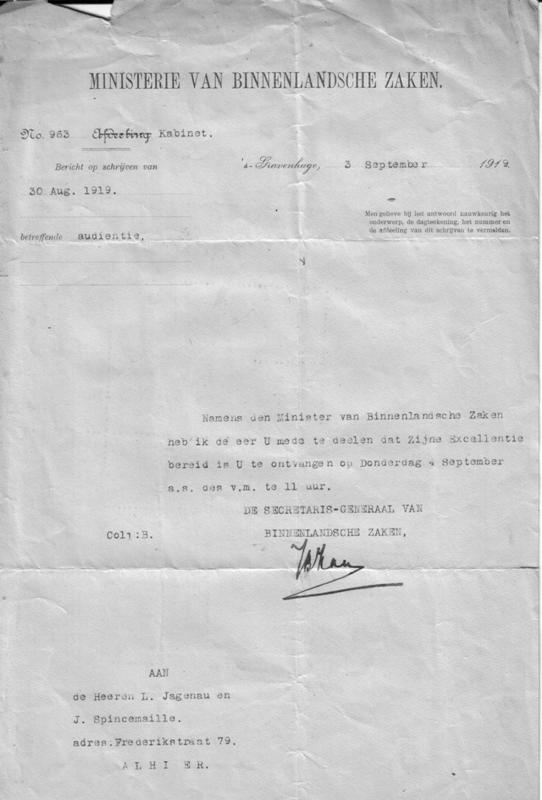 MINISTERIE VAN BINNENLANDSCHE ZAKEN.
No. 963 Afdeeling Kabinet.
Bericht op schrijven van
's-Gravenhage, 3 September 1919.
30 Aug. 1919.
Men gelieve bij het antwoord nauwkeurig het
onderwerp, de dagteekening, het nummer en
de afdeeling van dit schrijven te vermelden.
betreffende audientie.
Namens den Minister van Binnenlandsche Zaken
heb ik de eer U mede te deelen dat Zijne Excellentie
bereid is U te ontvangen op Donderdag 4 September
a.s. des v.m. te 11 uur.
DE SECRETARIS-GENERAAL VAN
BINNENLANDSCHE ZAKEN,
Coll:B.
AAN
de Heeren L. Jagenau en
J. Spincemaille.
adres:Frederikstraat 79.
ALHIER.